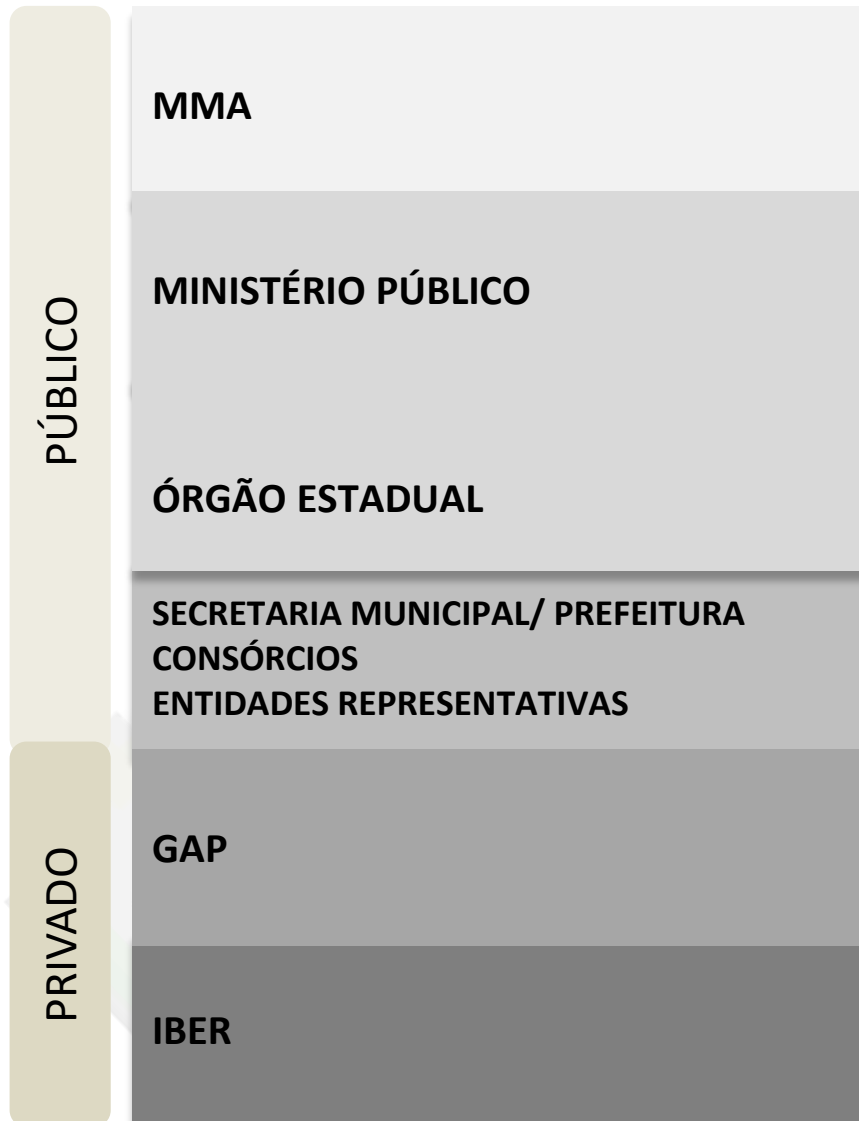 PÚBLICO
MMA
MINISTÉRIO PÚBLICO
ÓRGÃO ESTADUAL
SECRETARIA MUNICIPAL/ PREFEITURA
CONSÓRCIOS
ENTIDADES REPRESENTATIVAS
PRIVADO
GAP
IBER